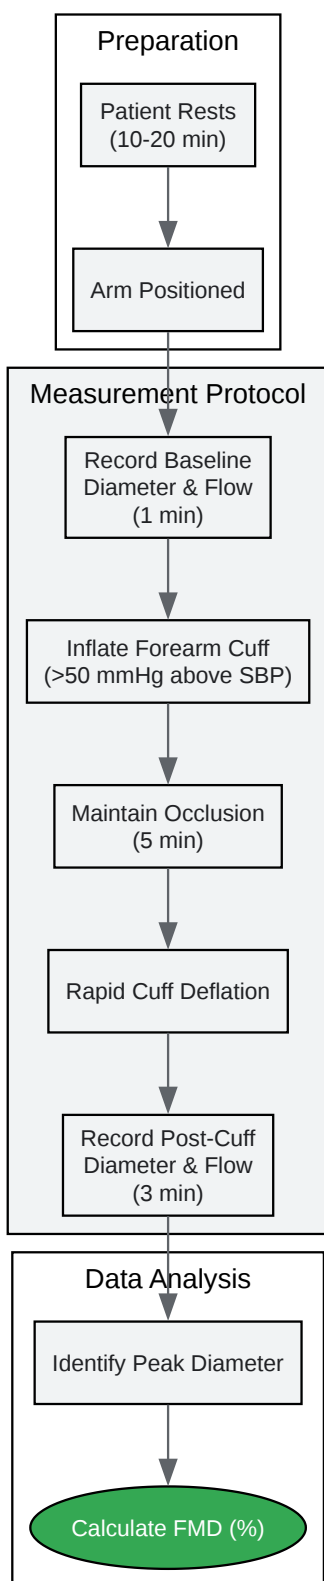 Preparation
Patient Rests
(10-20 min)
Arm Positioned
Measurement Protocol
Record Baseline
Diameter & Flow
(1 min)
Inflate Forearm Cuff
(>50 mmHg above SBP)
Maintain Occlusion
(5 min)
Rapid Cuff Deflation
Record Post-Cuff
Diameter & Flow
(3 min)
Data Analysis
Identify Peak Diameter
Calculate FMD (%)